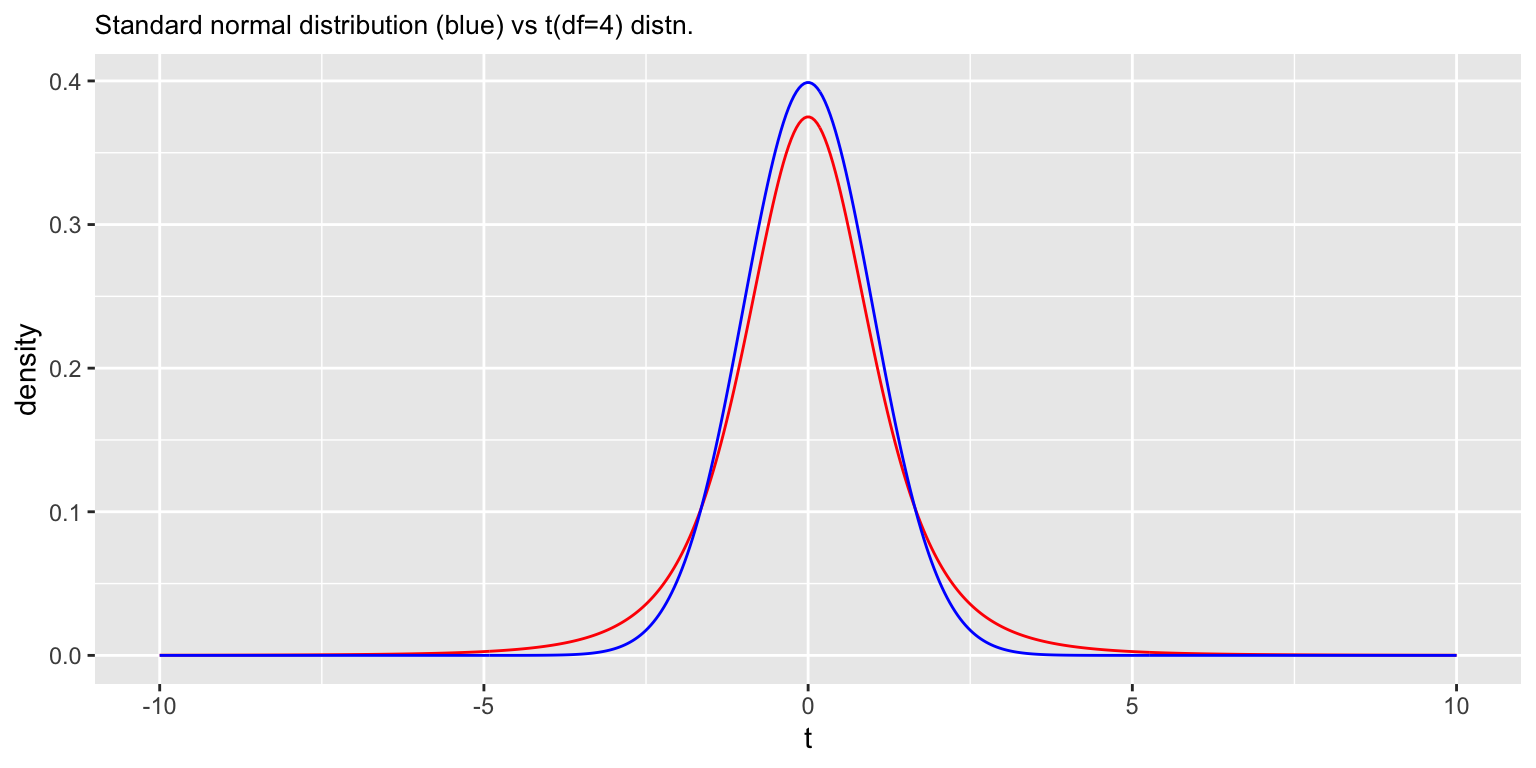 Standard normal distribution (blue) vs t(df=4) distn.
0.4
0.3
0.2
0.1
0.0
density
-10 -5 0 5 10
t